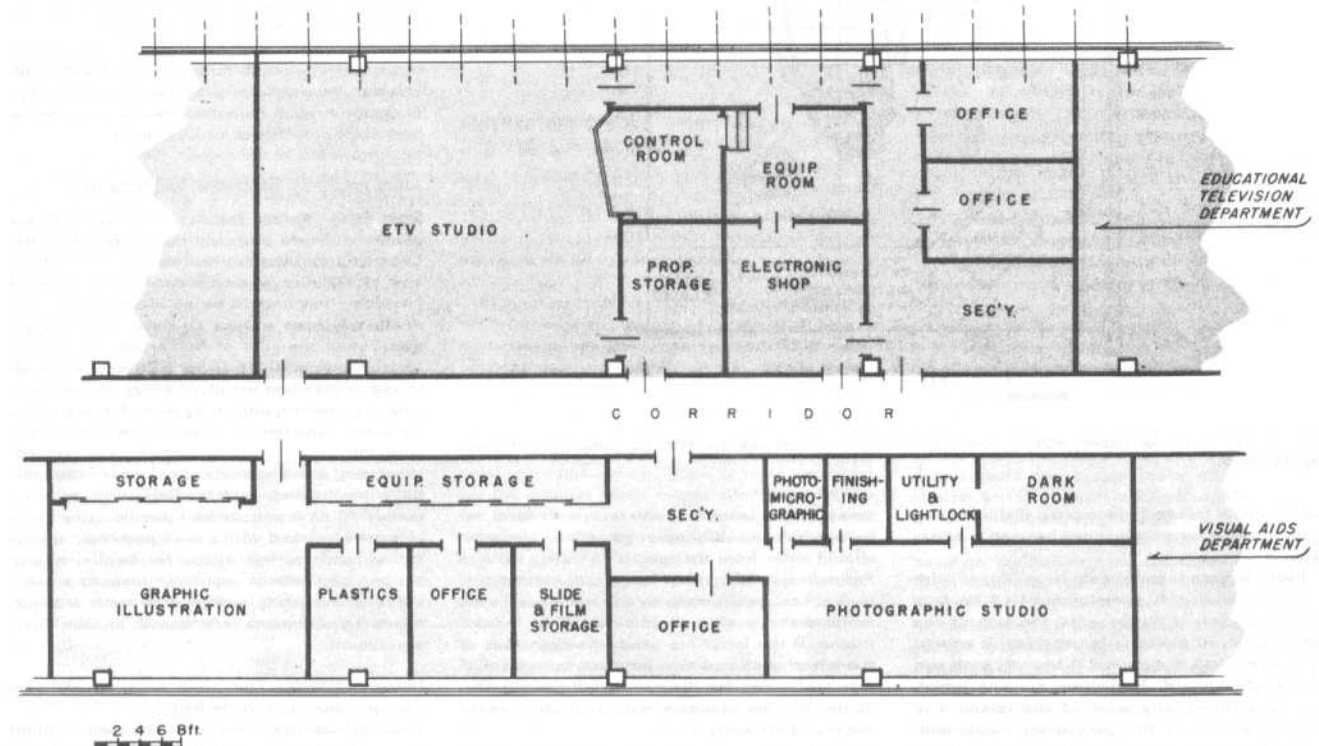 OFFICE
CONTROL
ROOM
EQUIP.
ROOM
EDUCATIONAL
TELEVISION
DEPARTMENT
OFFICE
ETV STUDIO
PROP.
STORAGE
ELECTRONIC
SHOP
SEC'Y.
CORRIDOR
STORAGE
EQUIP. STORAGE
SEC'Y.
PHOTO-
MICRO-
GRAPHIC
FINISH-
ING
UTILITY
&
LIGHTLOCK
DARK
ROOM
VISUAL AIDS
DEPARTMENT
GRAPHIC
ILLUSTRATION
PLASTICS
OFFICE
SLIDE
& FILM
STORAGE
OFFICE
PHOTOGRAPHIC STUDIO
2 4 6 8ft.